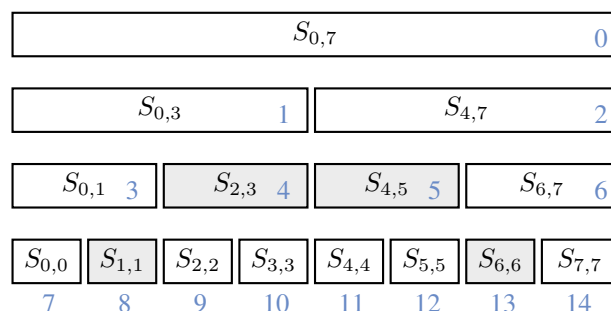 S_{0,7} 0
S_{0,3} 1 S_{4,7} 2
S_{0,1} 3 S_{2,3} 4 S_{4,5} 5 S_{6,7} 6
S_{0,0} S_{1,1} S_{2,2} S_{3,3} S_{4,4} S_{5,5} S_{6,6} S_{7,7}
7 8 9 10 11 12 13 14